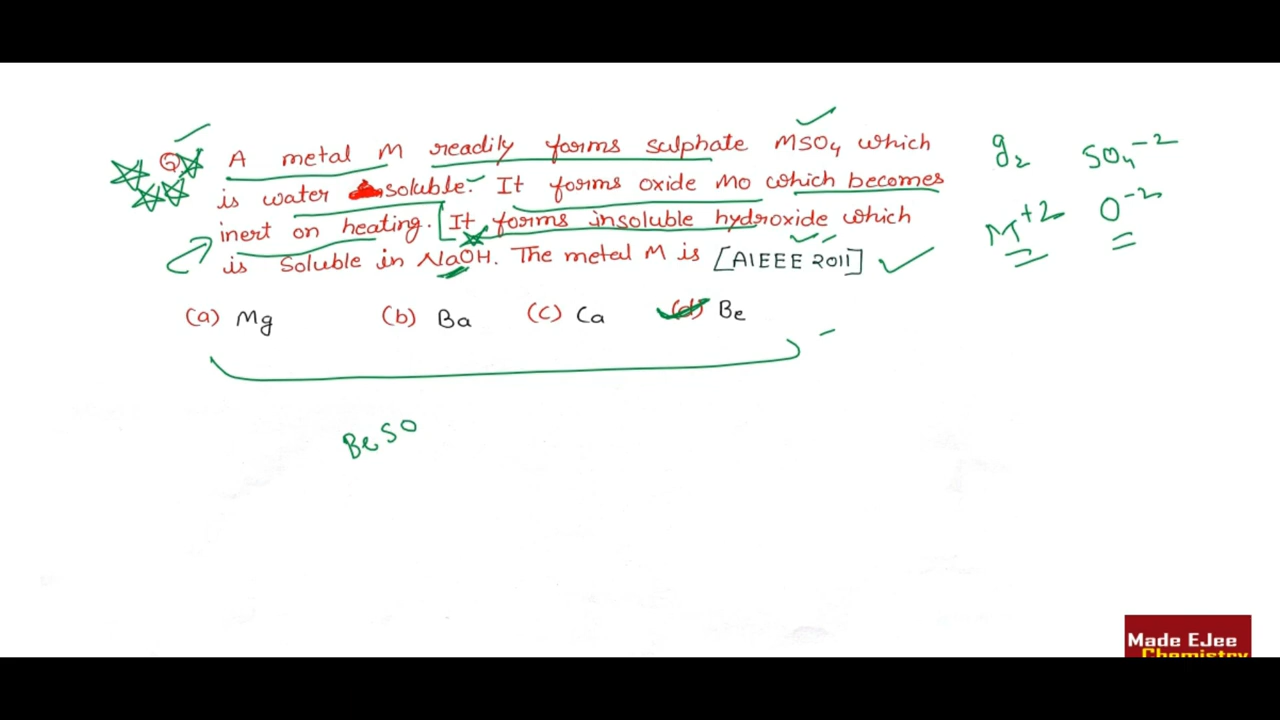 Q A metal M readily forms sulphate MSO4 which
is water soluble. It forms oxide MO which becomes
inert on heating. It forms insoluble hydroxide which
is soluble in NaOH. The metal M is [AIEEE 2011]
(a) Mg (b) Ba (c) Ca (d) Be
g2 SO4-2
M+2 O-2
BeSO
Made EJee
Chemistry